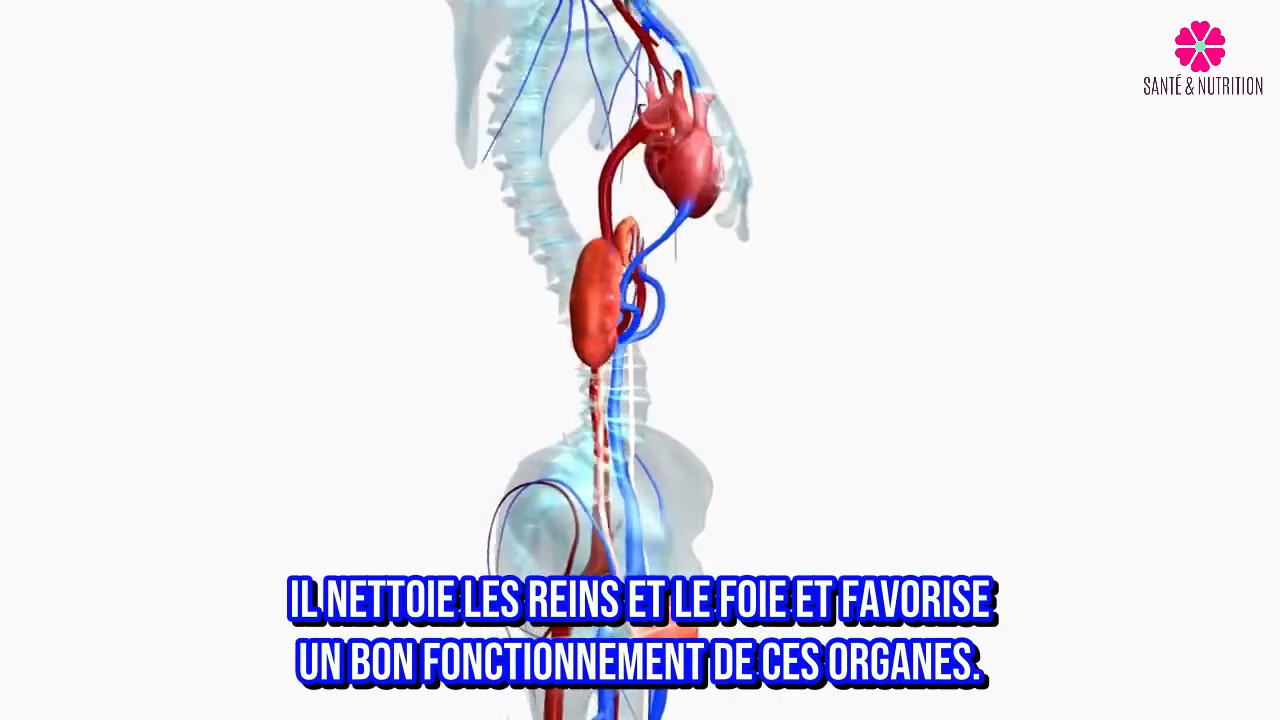 SANTÉ & NUTRITION
IL NETTOIE LES REINS ET LE FOIE ET FAVORISE
UN BON FONCTIONNEMENT DE CES ORGANES.